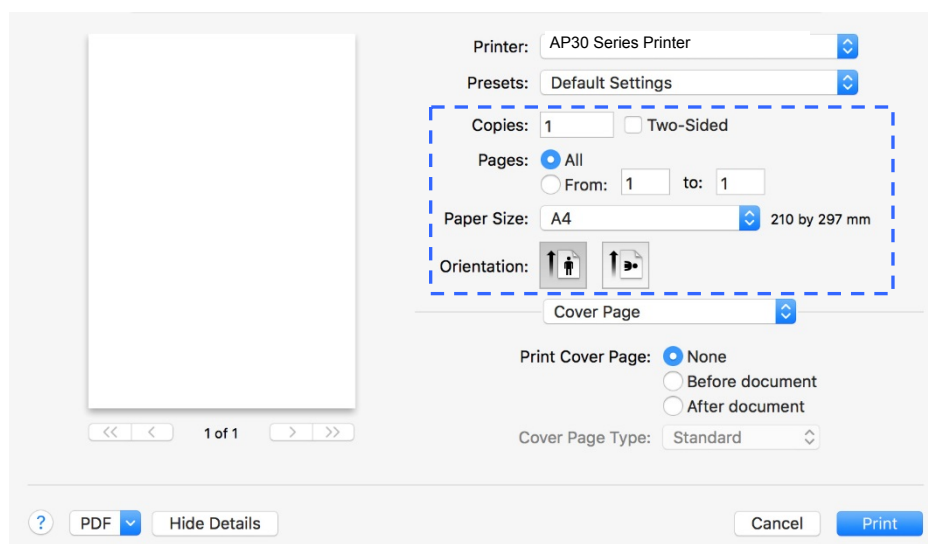 Printer: AP30 Series Printer
Presets: Default Settings
Copies: 1 Two-Sided
Pages: All
From: 1 to: 1
Paper Size: A4 210 by 297 mm
Orientation:
Cover Page
Print Cover Page: None
Before document
After document
<< < 1 of 1 > >>
Cover Page Type: Standard
? PDF Hide Details Cancel Print